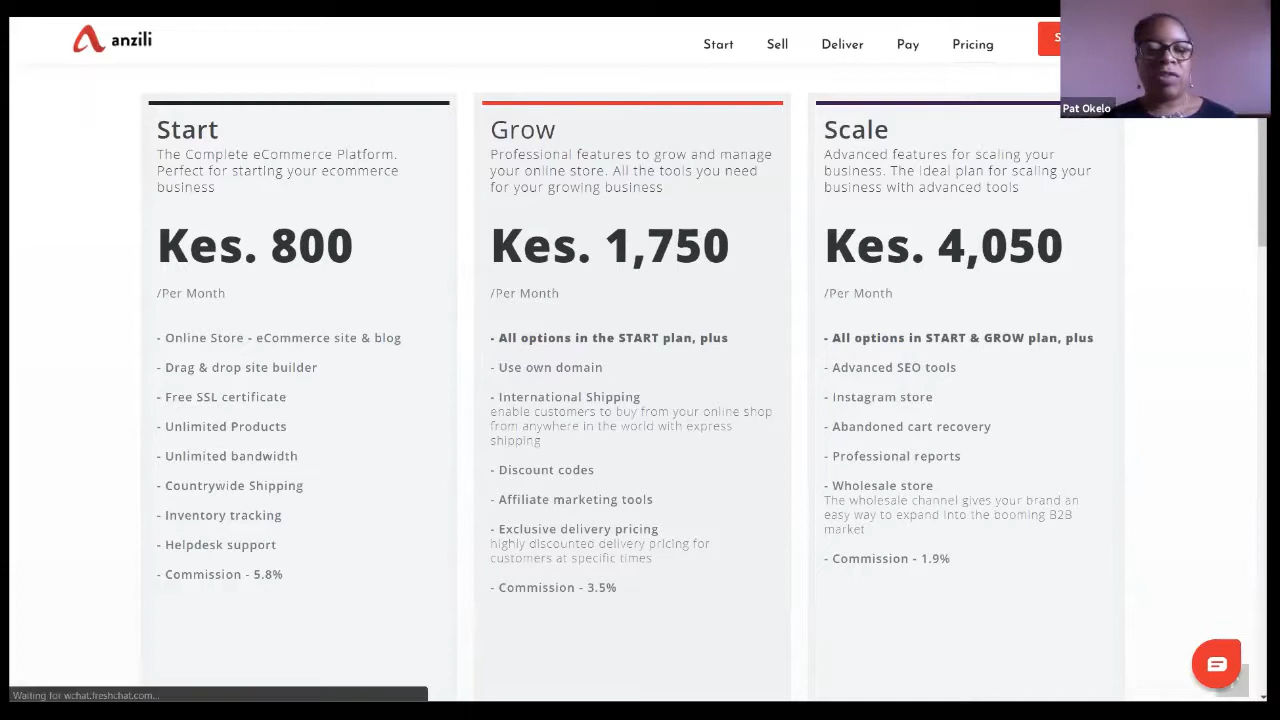 anzili
Start
Sell
Deliver
Pay
Pricing
S
Pat Okelo
Start
The Complete eCommerce Platform.
Perfect for starting your ecommerce
business
Kes. 800
/Per Month
- Online Store - eCommerce site & blog
- Drag & drop site builder
- Free SSL certificate
- Unlimited Products
- Unlimited bandwidth
- Countrywide Shipping
- Inventory tracking
- Helpdesk support
- Commission - 5.8%
Grow
Professional features to grow and manage
your online store. All the tools you need
for your growing business
Kes. 1,750
/Per Month
- All options in the START plan, plus
- Use own domain
- International Shipping
enable customers to buy from your online shop
from anywhere in the world with express
shipping
- Discount codes
- Affiliate marketing tools
- Exclusive delivery pricing
highly discounted delivery pricing for
customers at specific times
- Commission - 3.5%
Scale
Advanced features for scaling your
business. The ideal plan for scaling your
business with advanced tools
Kes. 4,050
/Per Month
- All options in START & GROW plan, plus
- Advanced SEO tools
- Instagram store
- Abandoned cart recovery
- Professional reports
- Wholesale store
The wholesale channel gives your brand an
easy way to expand into the booming B2B
market
- Commission - 1.9%
Waiting for wchat.freshchat.com...